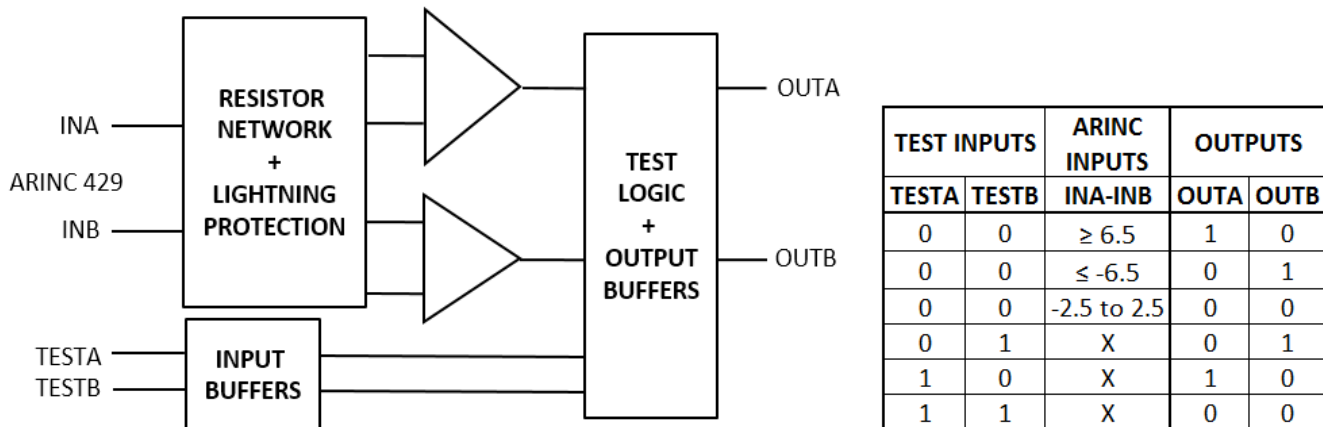 INA
ARINC 429
INB
TESTA
TESTB
RESISTOR
NETWORK
+
LIGHTNING
PROTECTION
INPUT
BUFFERS
TEST
LOGIC
+
OUTPUT
BUFFERS
OUTA
OUTB
TEST INPUTS ARINC INPUTS OUTPUTS
TESTA TESTB INA-INB OUTA OUTB
0 0 ≥ 6.5 1 0
0 0 ≤ -6.5 0 1
0 0 -2.5 to 2.5 0 0
0 1 X 0 1
1 0 X 1 0
1 1 X 0 0